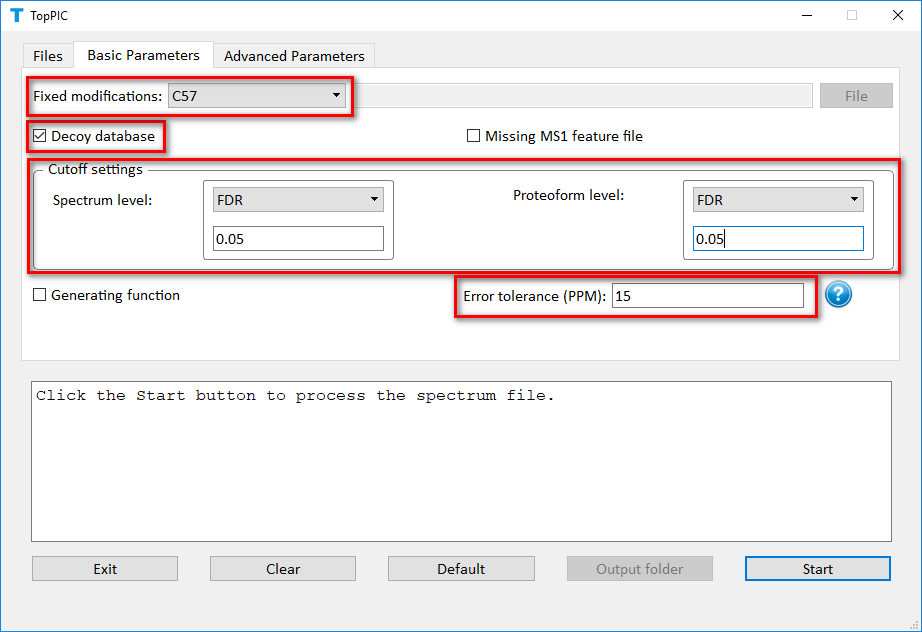 TopPIC
Files Basic Parameters Advanced Parameters
Fixed modifications: C57 File
Decoy database Missing MS1 feature file
Cutoff settings
Spectrum level: FDR Proteoform level: FDR
0.05 0.05
Generating function Error tolerance (PPM): 15 ?
Click the Start button to process the spectrum file.
Exit Clear Default Output folder Start